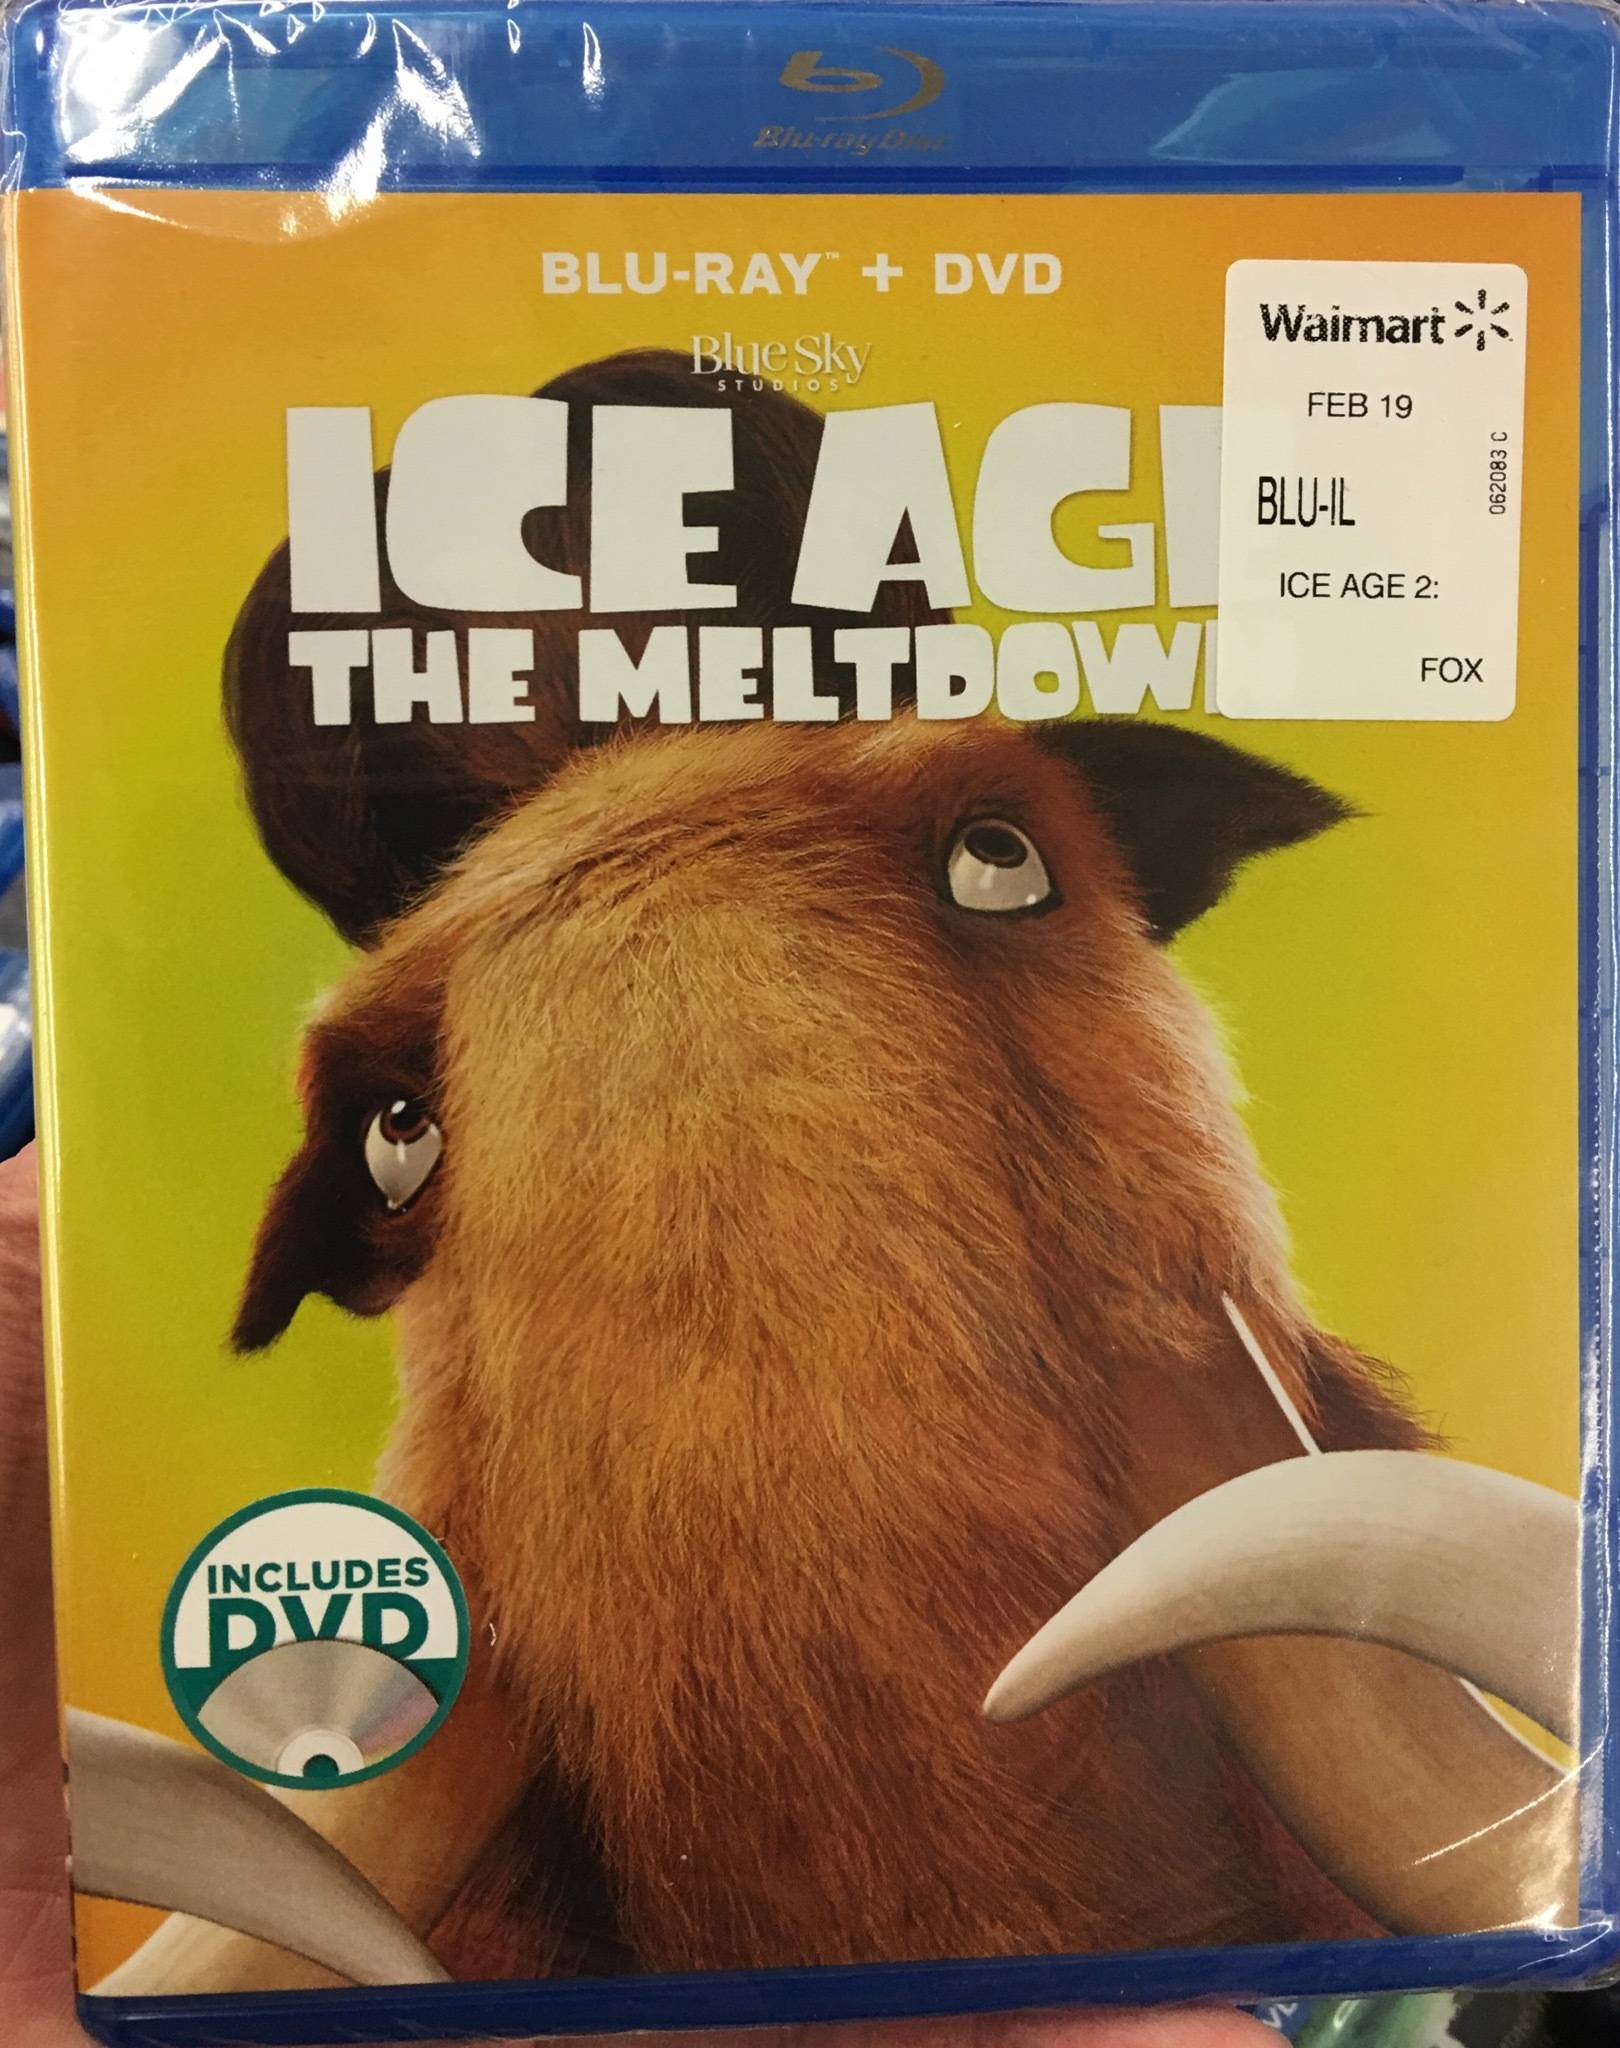 Blu-ray Disc
BLU-RAY™ + DVD
Blue Sky
STUDIOS
ICE AG
THE MELTDOW
Walmart
FEB 19
062083 C
BLU-IL
ICE AGE 2:
FOX
INCLUDES
DVD